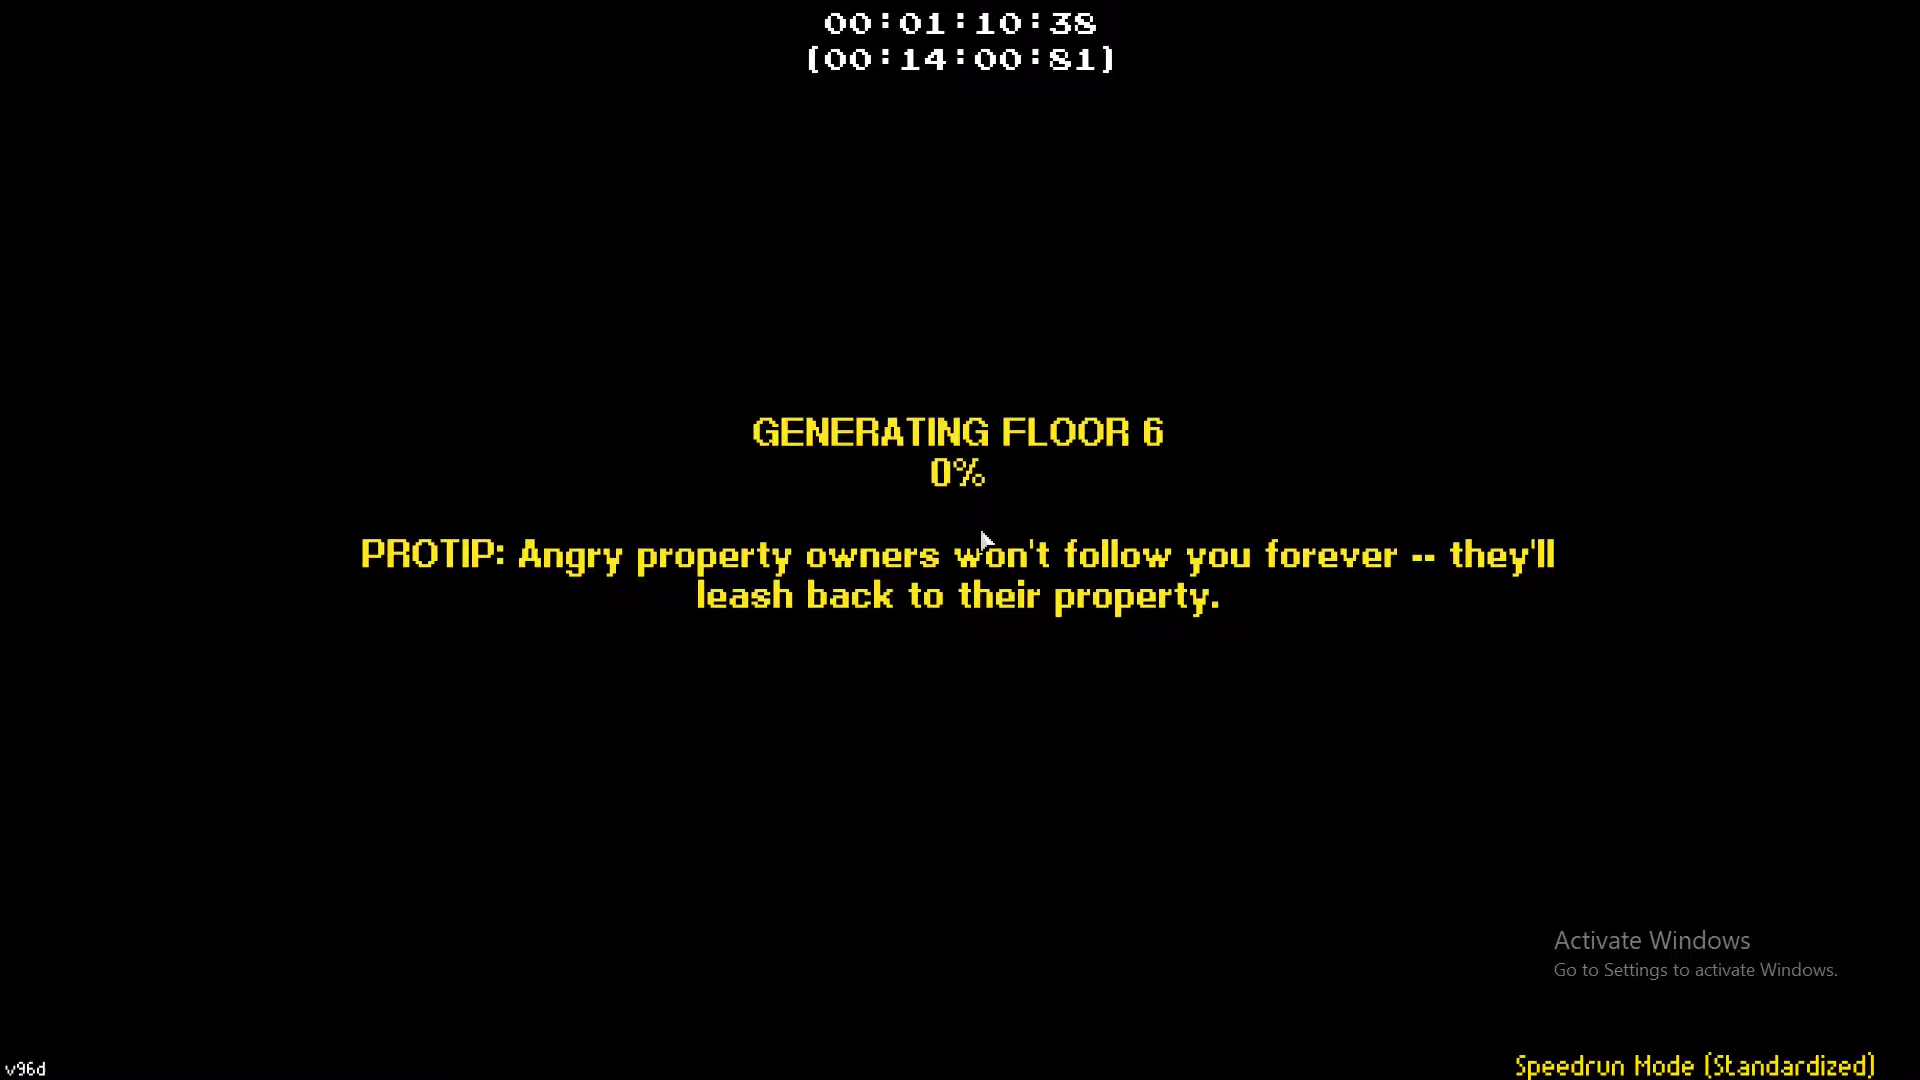 00:01:10:38
[00:14:00:81]
GENERATING FLOOR 6
0%
PROTIP: Angry property owners won't follow you forever -- they'll
leash back to their property.
Activate Windows
Go to Settings to activate Windows.
v96d
Speedrun Mode (Standardized)